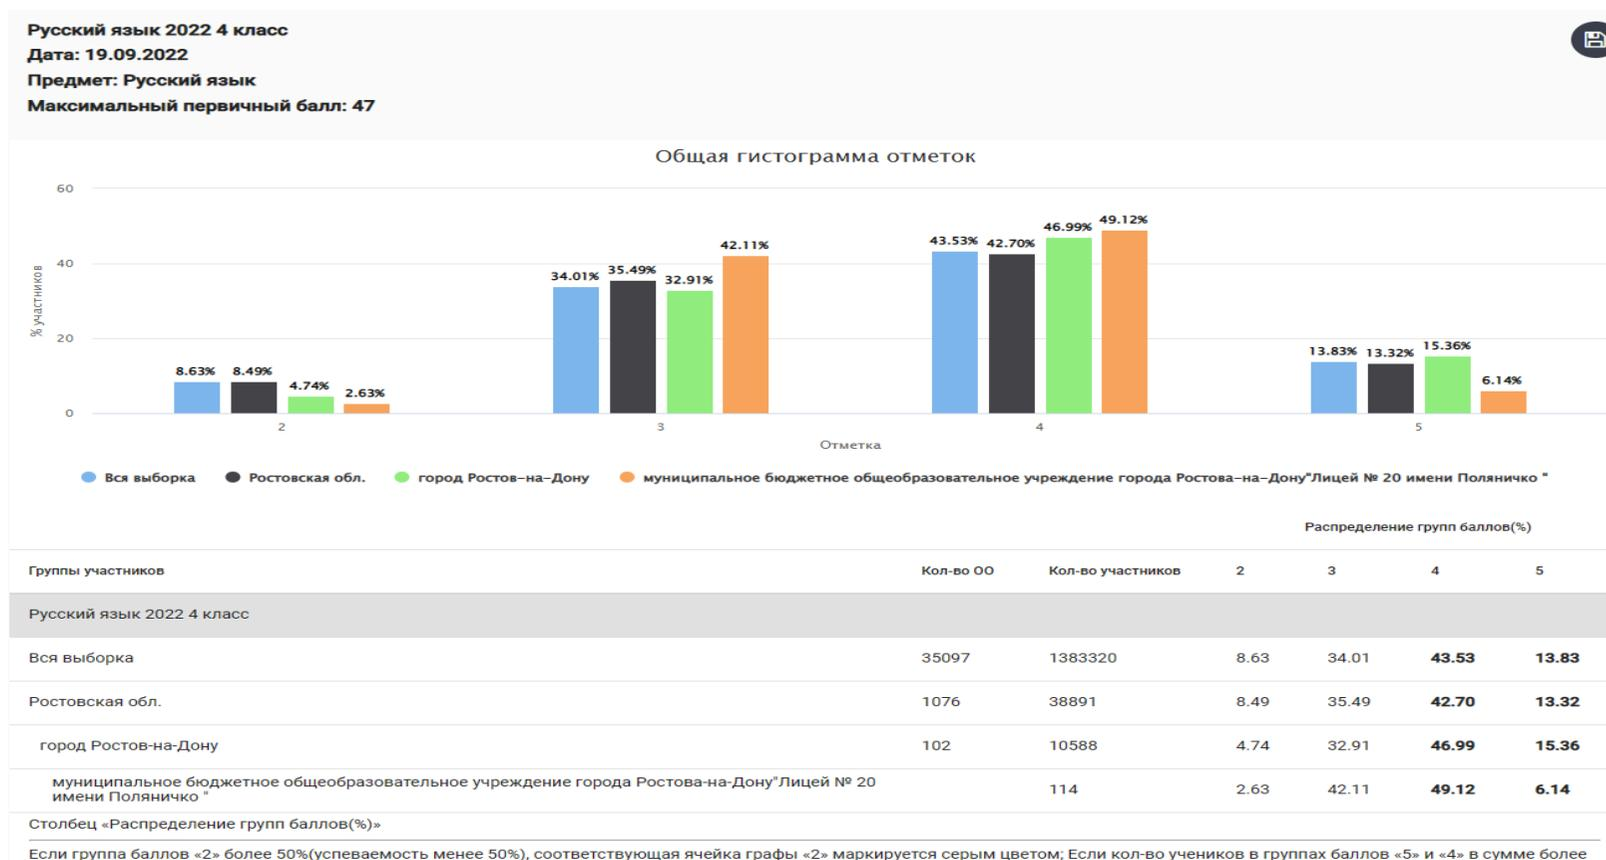 Русский язык 2022 4 класс
Дата: 19.09.2022
Предмет: Русский язык
Максимальный первичный балл: 47
Общая гистограмма отметок
% участников
60
40
20
0
8.63% 8.49% 4.74% 2.63%
34.01% 35.49% 32.91% 42.11%
43.53% 42.70% 46.99% 49.12%
13.83% 13.32% 15.36% 6.14%
2 3 4 5
Отметка
Вся выборка Ростовская обл. город Ростов-на-Дону муниципальное бюджетное общеобразовательное учреждение города Ростова-на-Дону"Лицей № 20 имени Поляничко "
Распределение групп баллов(%)
Группы участников Кол-во ОО Кол-во участников 2 3 4 5
Русский язык 2022 4 класс
Вся выборка 35097 1383320 8.63 34.01 43.53 13.83
Ростовская обл. 1076 38891 8.49 35.49 42.70 13.32
город Ростов-на-Дону 102 10588 4.74 32.91 46.99 15.36
муниципальное бюджетное общеобразовательное учреждение города Ростова-на-Дону"Лицей № 20
имени Поляничко " 114 2.63 42.11 49.12 6.14
Столбец «Распределение групп баллов(%)»
Если группа баллов «2» более 50%(успеваемость менее 50%), соответствующая ячейка графы «2» маркируется серым цветом; Если кол-во учеников в группах баллов «5» и «4» в сумме более